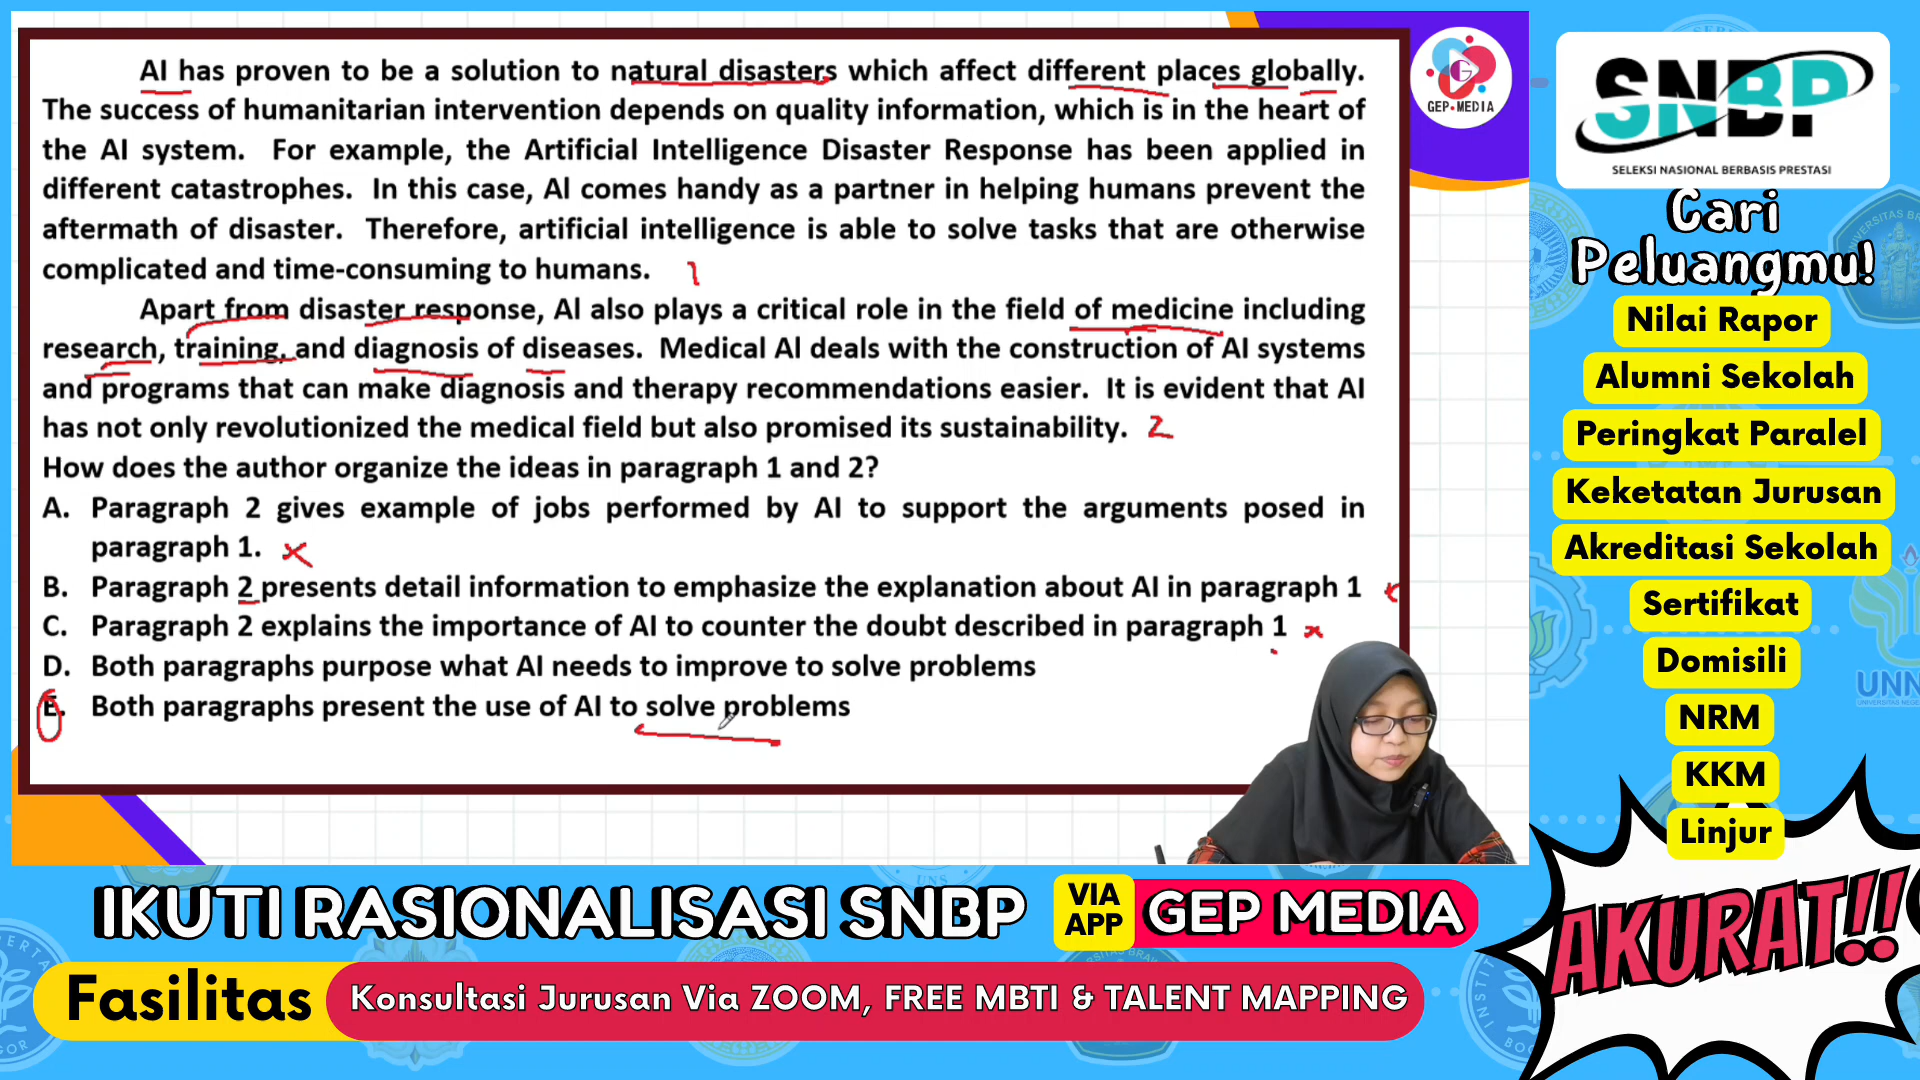 AI has proven to be a solution to natural disasters which affect different places globally.
The success of humanitarian intervention depends on quality information, which is in the heart of
the AI system. For example, the Artificial Intelligence Disaster Response has been applied in
different catastrophes. In this case, AI comes handy as a partner in helping humans prevent the
aftermath of disaster. Therefore, artificial intelligence is able to solve tasks that are otherwise
complicated and time-consuming to humans. 1
Apart from disaster response, AI also plays a critical role in the field of medicine including
research, training, and diagnosis of diseases. Medical AI deals with the construction of AI systems
and programs that can make diagnosis and therapy recommendations easier. It is evident that AI
has not only revolutionized the medical field but also promised its sustainability. 2
How does the author organize the ideas in paragraph 1 and 2?
A. Paragraph 2 gives example of jobs performed by AI to support the arguments posed in
paragraph 1. x
B. Paragraph 2 presents detail information to emphasize the explanation about AI in paragraph 1
C. Paragraph 2 explains the importance of AI to counter the doubt described in paragraph 1 x
D. Both paragraphs purpose what AI needs to improve to solve problems
E. Both paragraphs present the use of AI to solve problems
GEP•MEDIA
SNBP
SELEKSI NASIONAL BERBASIS PRESTASI
Cari
Peluangmu!
Nilai Rapor
Alumni Sekolah
Peringkat Paralel
Keketatan Jurusan
Akreditasi Sekolah
Sertifikat
Domisili
NRM
KKM
Linjur
AKURAT!!
IKUTI RASIONALISASI SNBP
VIA
APP
GEP MEDIA
Fasilitas
Konsultasi Jurusan Via ZOOM, FREE MBTI & TALENT MAPPING